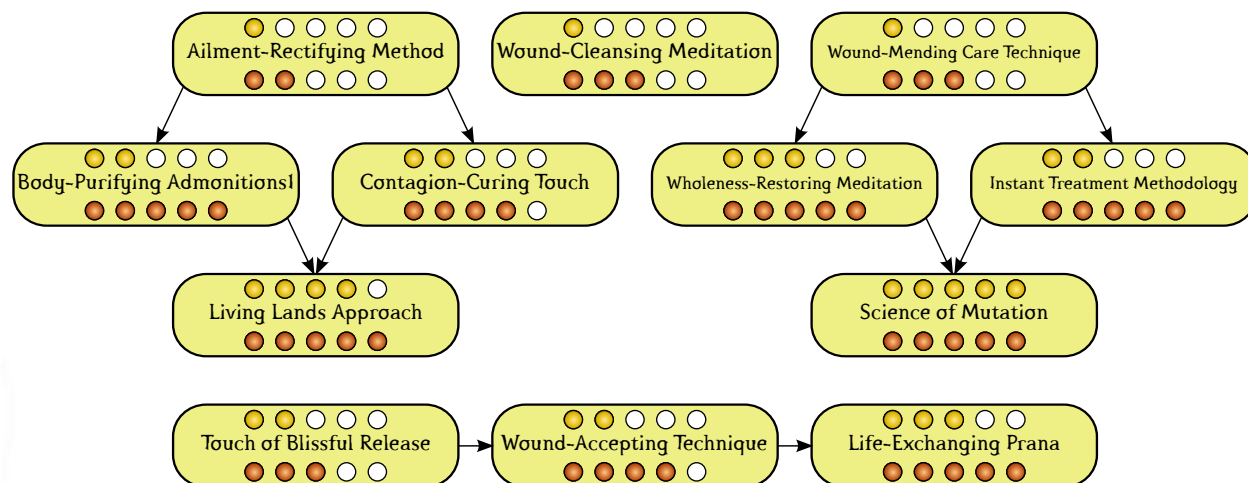 Ailment-Rectifying Method
Wound-Cleansing Meditation
Wound-Mending Care Technique
Body-Purifying Admonitions1
Contagion-Curing Touch
Wholeness-Restoring Meditation
Instant Treatment Methodology
Living Lands Approach
Science of Mutation
Touch of Blissful Release
Wound-Accepting Technique
Life-Exchanging Prana